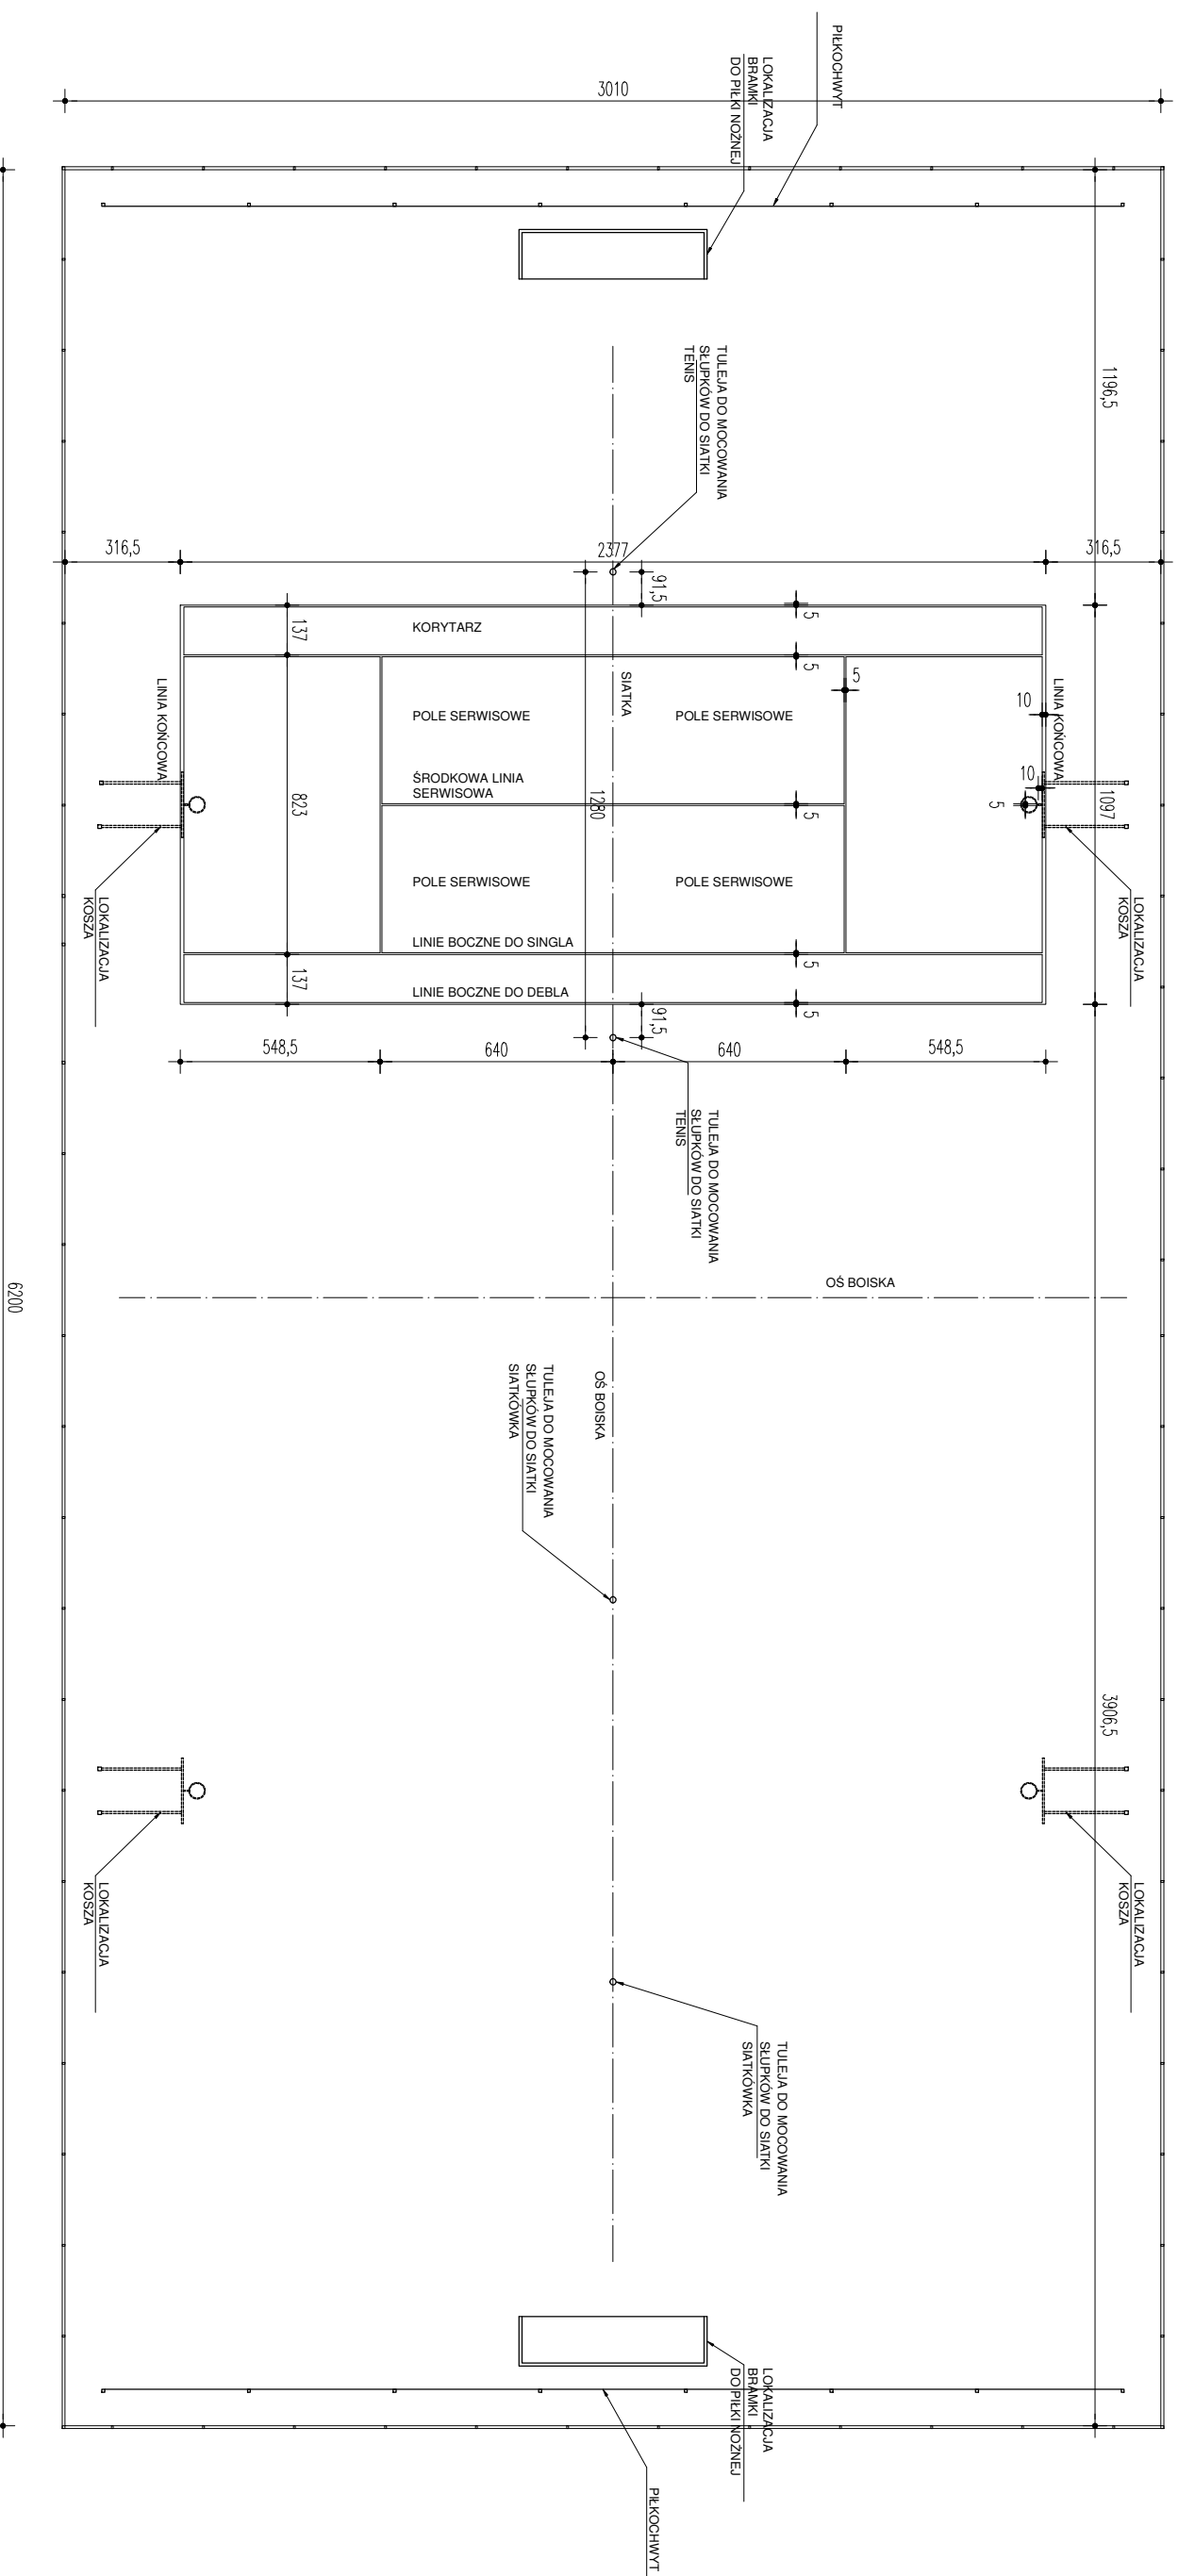 PIŁKOCHWYT
LOKALIZACJA
BRAMKI
DO PIŁKI NOŻNEJ
3010
1196,5
TULEJA DO MOCOWANIA
SŁUPKÓW DO SIATKI
TENIS
316,5
2377
316,5
91,5
5
137
KORYTARZ
5
5
SIATKA
LINIA KOŃCOWA
LINIA KOŃCOWA
10
POLE SERWISOWE
POLE SERWISOWE
10
ŚRODKOWA LINIA
SERWISOWA
823
1280
5
5
1097
POLE SERWISOWE
POLE SERWISOWE
LOKALIZACJA
KOSZA
LOKALIZACJA
KOSZA
LINIE BOCZNE DO SINGLA
5
137
LINIE BOCZNE DO DEBLA
5
91,5
548,5
640
640
548,5
TULEJA DO MOCOWANIA
SŁUPKÓW DO SIATKI
TENIS
OŚ BOISKA
6200
OŚ BOISKA
TULEJA DO MOCOWANIA
SŁUPKÓW DO SIATKI
SIATKÓWKA
3906,5
LOKALIZACJA
KOSZA
LOKALIZACJA
KOSZA
TULEJA DO MOCOWANIA
SŁUPKÓW DO SIATKI
SIATKÓWKA
LOKALIZACJA
BRAMKI
DO PIŁKI NOŻNEJ
PIŁKOCHWYT